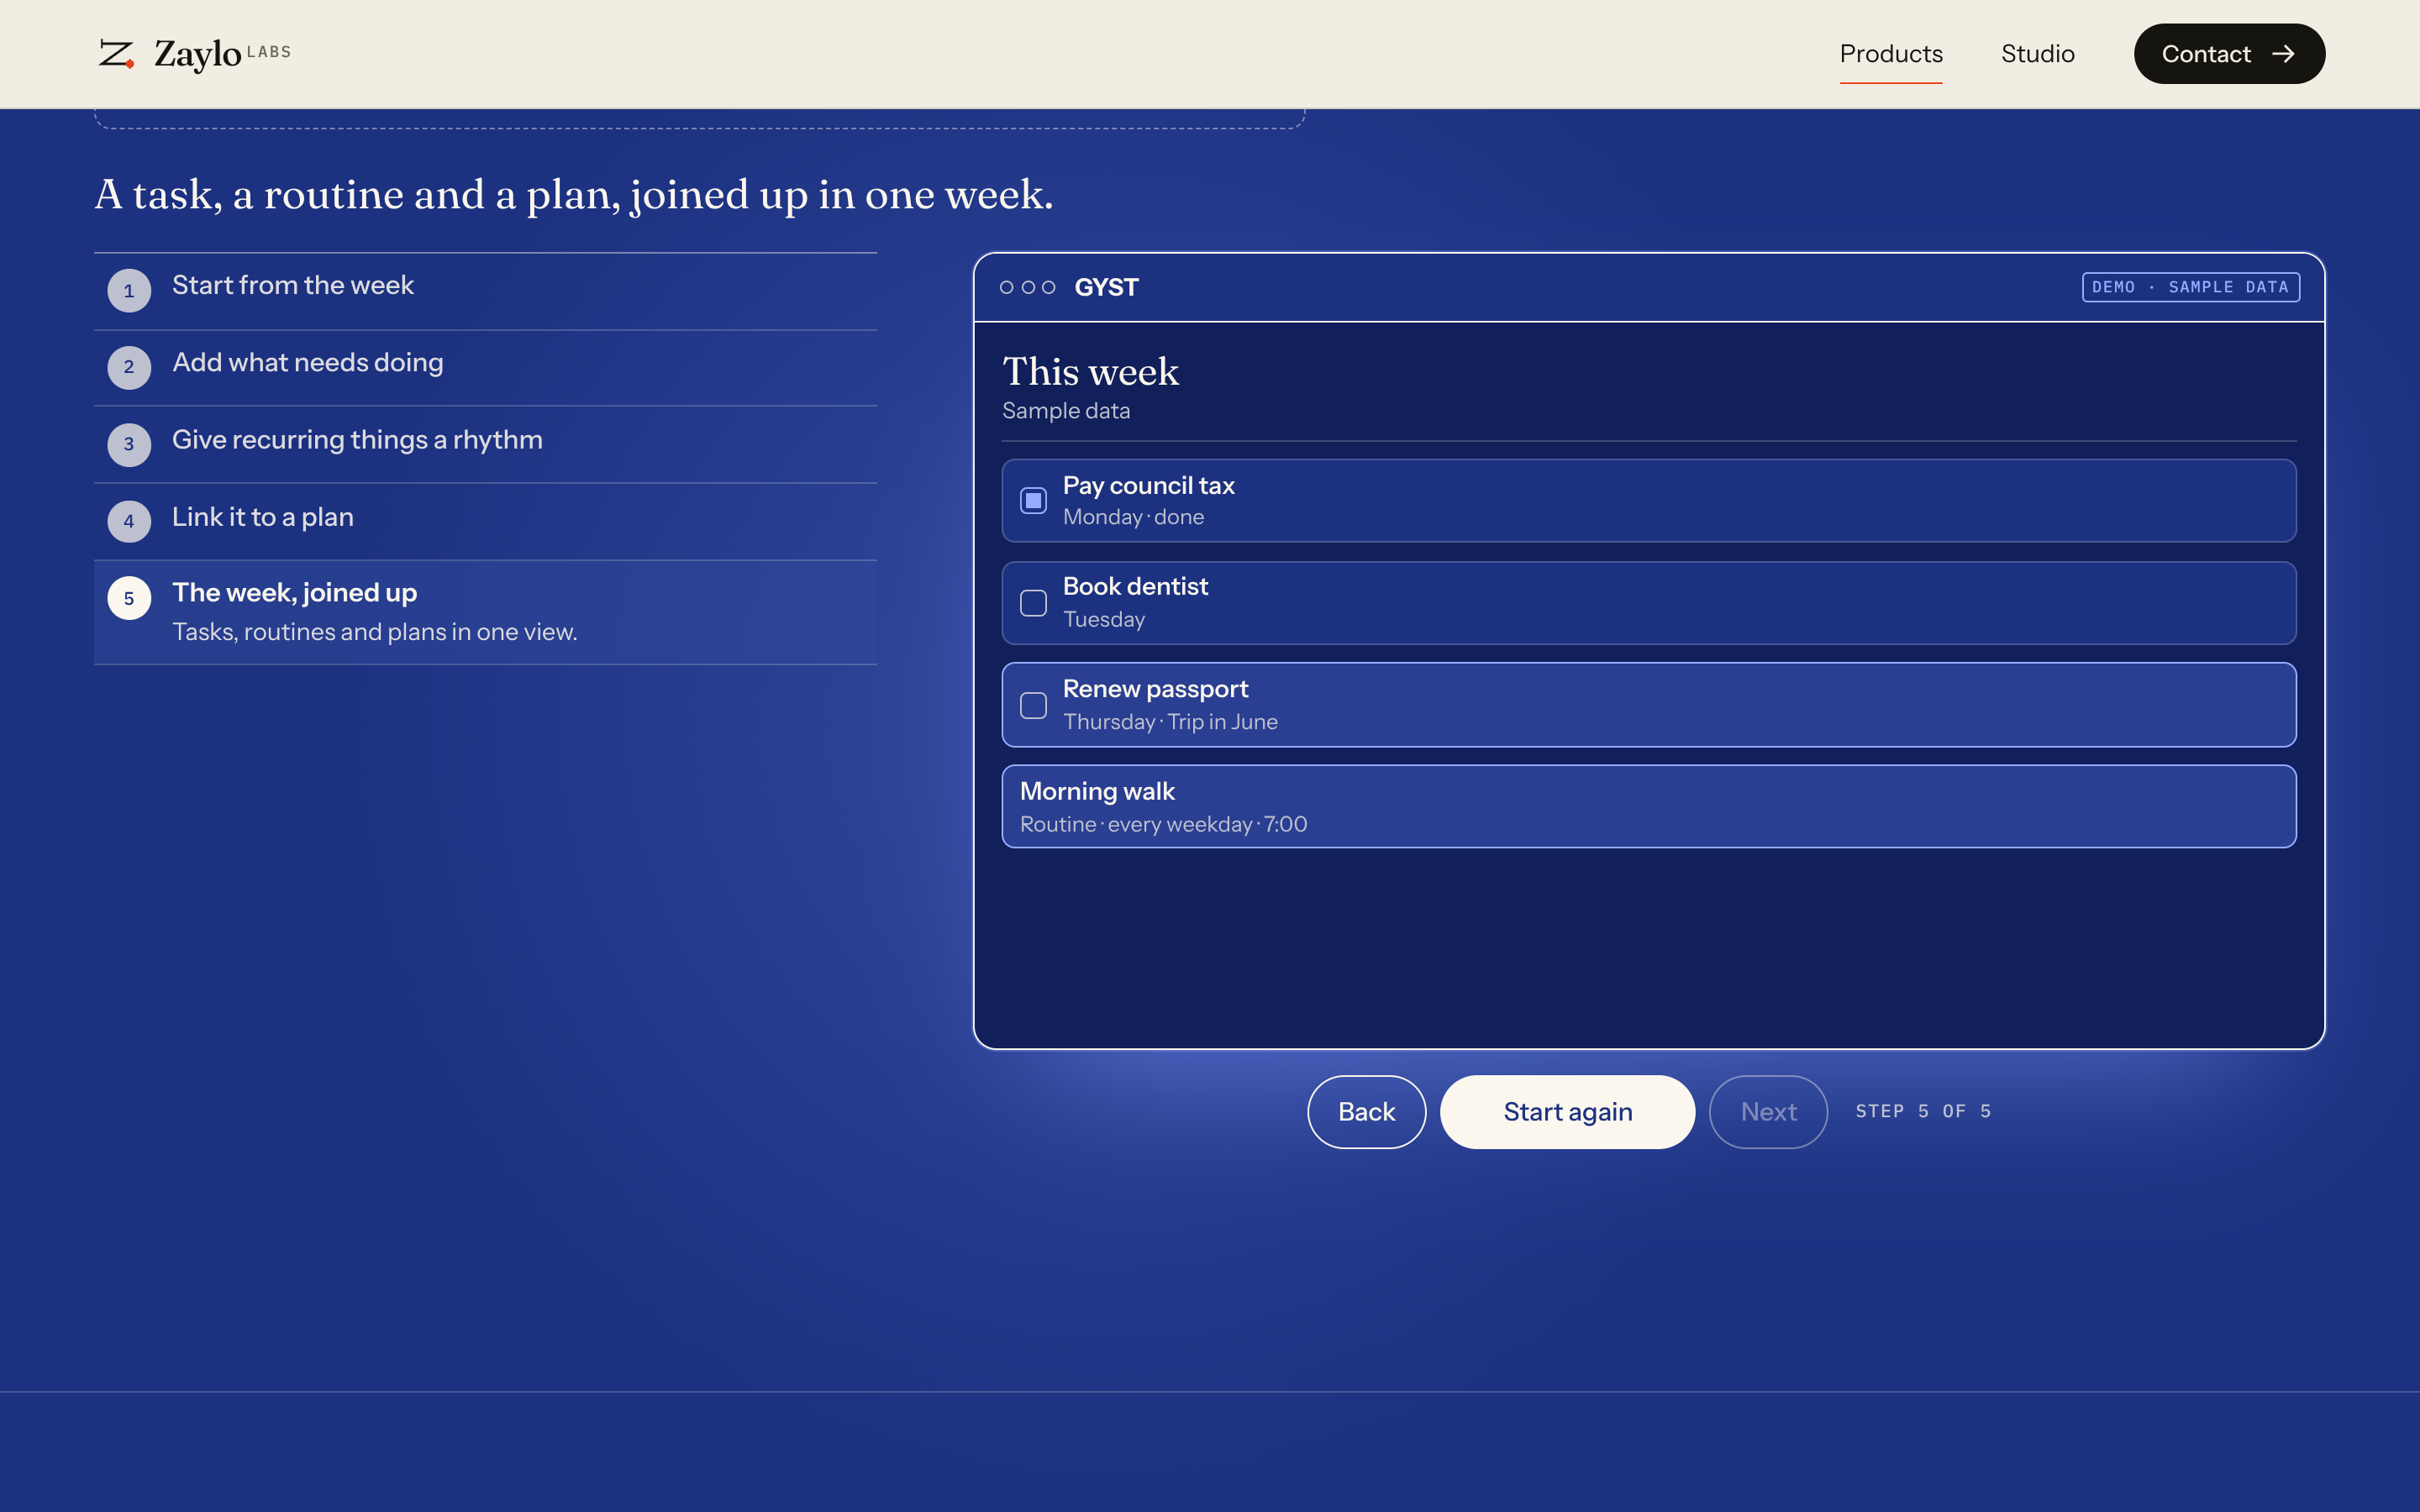 Zaylo LABS
Products
Studio
Contact
A task, a routine and a plan, joined up in one week.
1 Start from the week
2 Add what needs doing
3 Give recurring things a rhythm
4 Link it to a plan
5 The week, joined up
Tasks, routines and plans in one view.
GYST
DEMO · SAMPLE DATA
This week
Sample data
Pay council tax
Monday · done
Book dentist
Tuesday
Renew passport
Thursday · Trip in June
Morning walk
Routine · every weekday · 7:00
Back
Start again
Next
STEP 5 OF 5